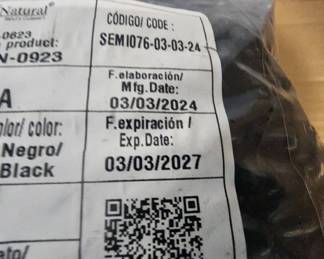 Natural®
CÓDIGO/ CODE :
0623
product:
SEMI076-03-03-24
N-0923
F.elaboración/
Mfg.Date:
A
03/03/2024
olor/ color:
F.expiración /
Negro/
Exp.Date:
Black
03/03/2027
eto/